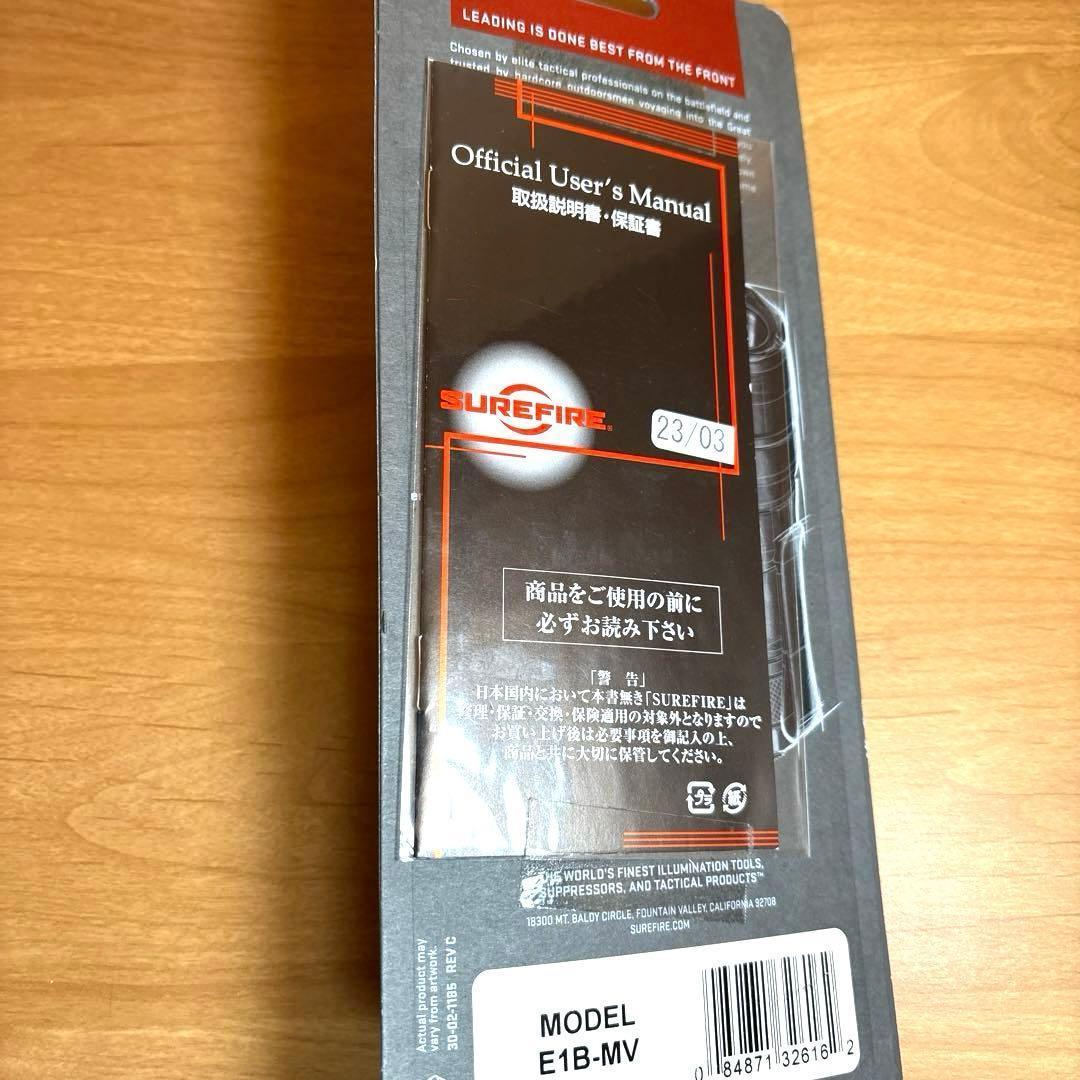 LEADING IS DONE BEST FROM THE FRONT
Chosen by elite tactical professionals on the battlefield and
trusted by hardcore outdoorsmen voyaging into the Great
you
Official User's Manual
取扱説明書・保証書
SUREFIRE
23/03
商品をご使用の前に
必ずお読み下さい
「警 告」
日本国内において本書無き「SUREFIRE」は
修理・保証・交換・保険適用の対象外となりますので
お買い上げ後は必要事項を御記入の上、
商品と共に大切に保管してください。
プラ
紙
THE WORLD'S FINEST ILLUMINATION TOOLS,
SUPPRESSORS, AND TACTICAL PRODUCTS™
18300 MT. BALDY CIRCLE, FOUNTAIN VALLEY, CALIFORNIA 92708
SUREFIRE.COM
Actual product may
vary from artwork.
30-02-1185 REV C
MODEL
E1B-MV
0 84871 32616 2